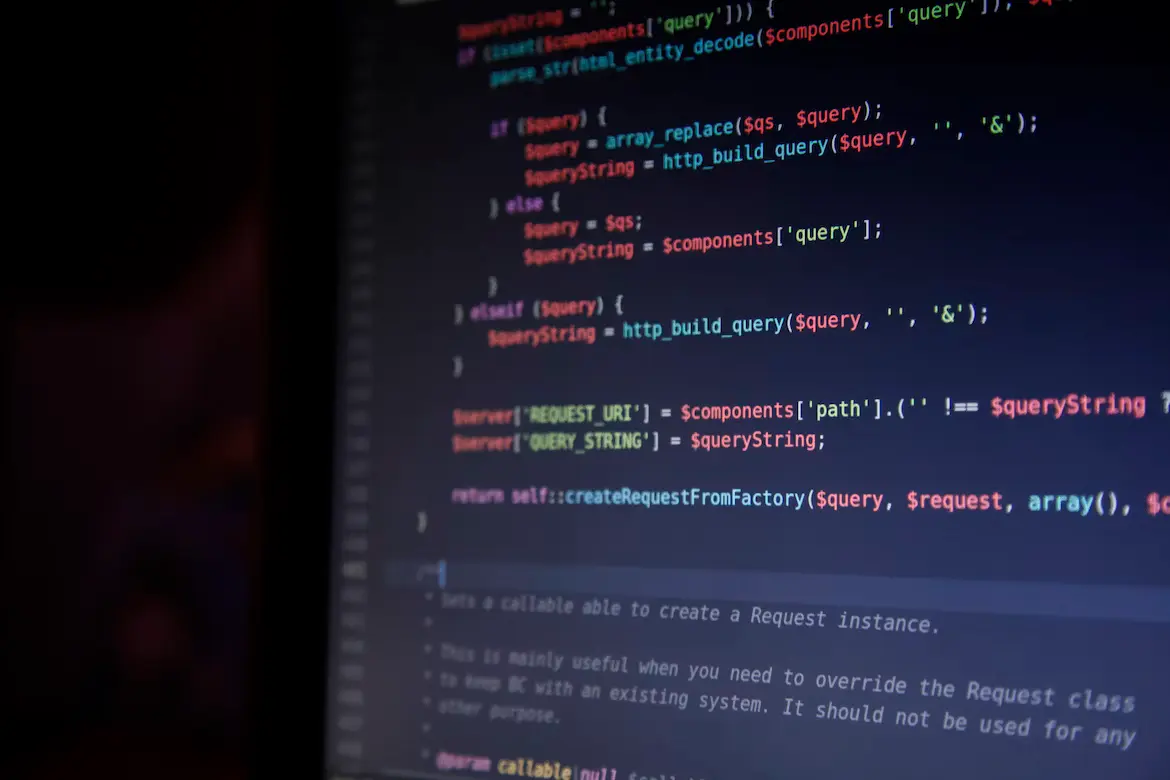 $queryString = '';
if (isset($components['query'])) {
parse_str(html_entity_decode($components['query']),
if ($query) {
$query = array_replace($qs, $query);
$queryString = http_build_query($query, '', '&');
} else {
$query = $qs;
$queryString = $components['query'];
}
} elseif ($query) {
$queryString = http_build_query($query, '', '&');
}
$server['REQUEST_URI'] = $components['path'].('' !== $queryString ?
$server['QUERY_STRING'] = $queryString;
return self::createRequestFromFactory($query, $request, array(), $c
}
/**
* Sets a callable able to create a Request instance.
*
* This is mainly useful when you need to override the Request class
* to keep BC with an existing system. It should not be used for any
* other purpose.
*
* @param callable|null